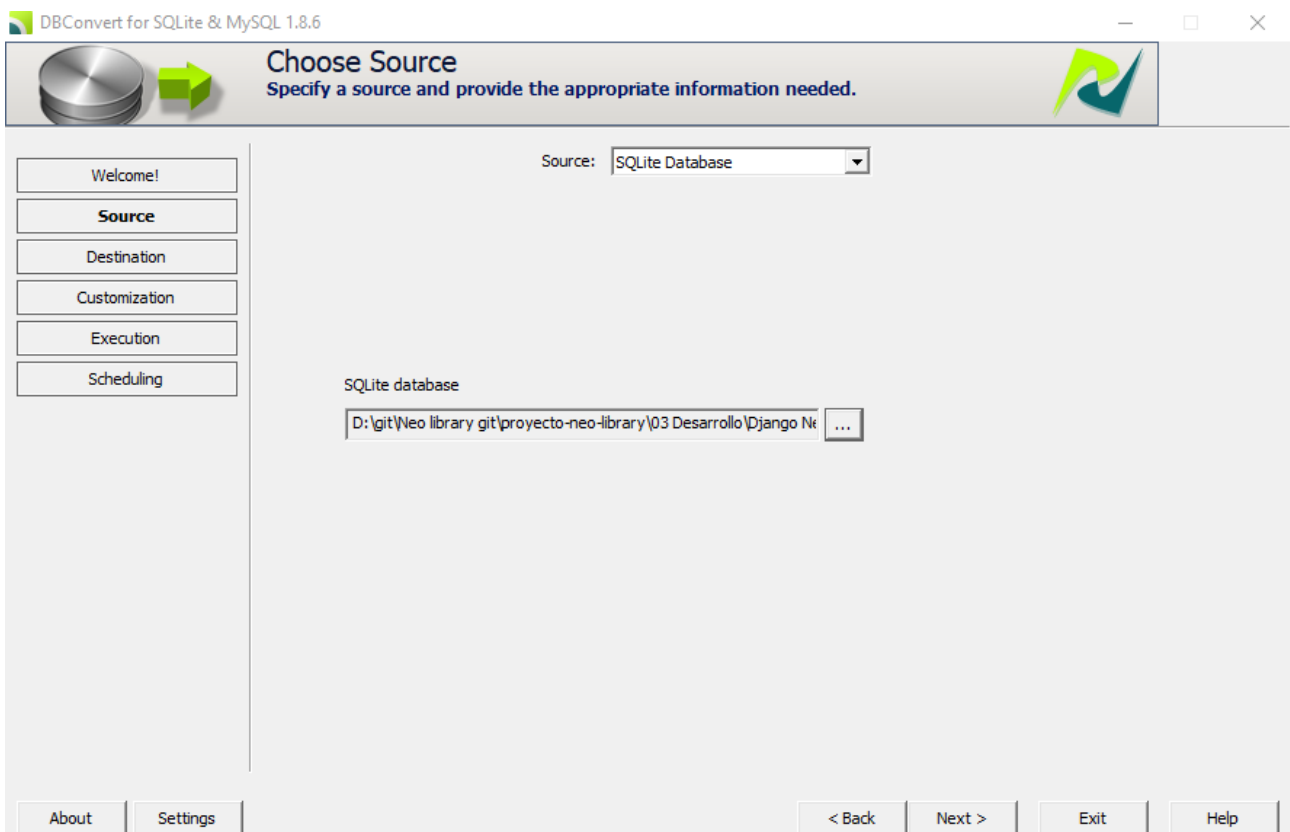 DBConvert for SQLite & MySQL 1.8.6
Choose Source
Specify a source and provide the appropriate information needed.
Source: SQLite Database
Welcome!
Source
Destination
Customization
Execution
Scheduling
SQLite database
D:\git\Neo library git\proyecto-neo-library\03 Desarrollo\Django Ne ...
About Settings < Back Next > Exit Help